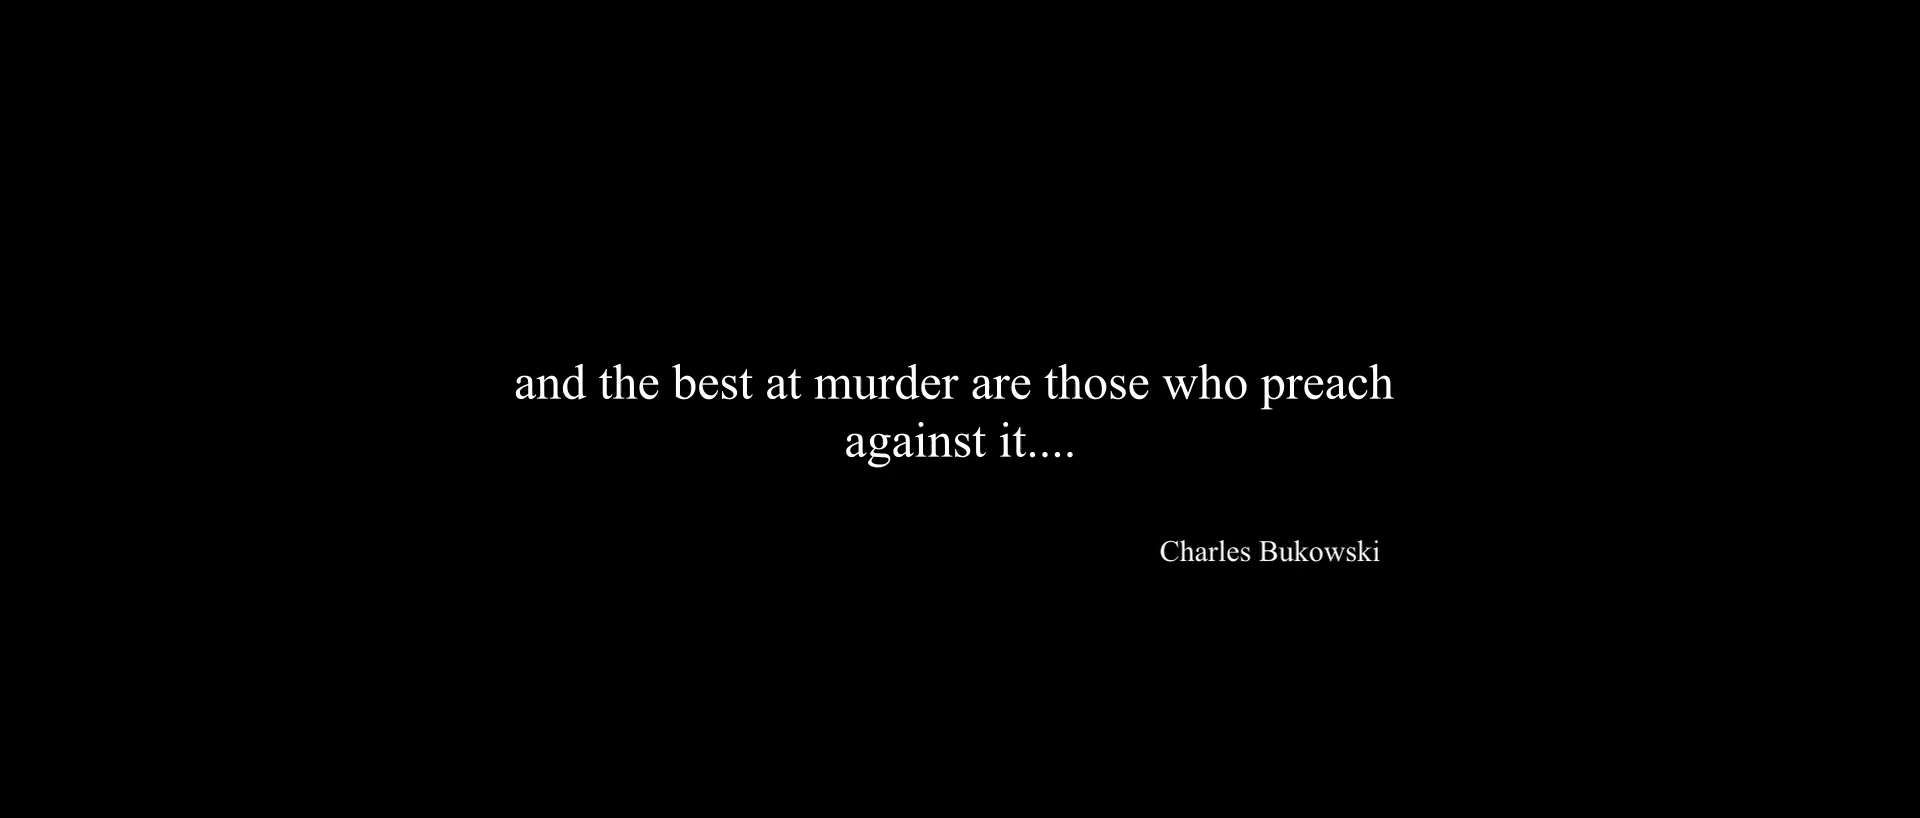 and the best at murder are those who preach
against it....
Charles Bukowski